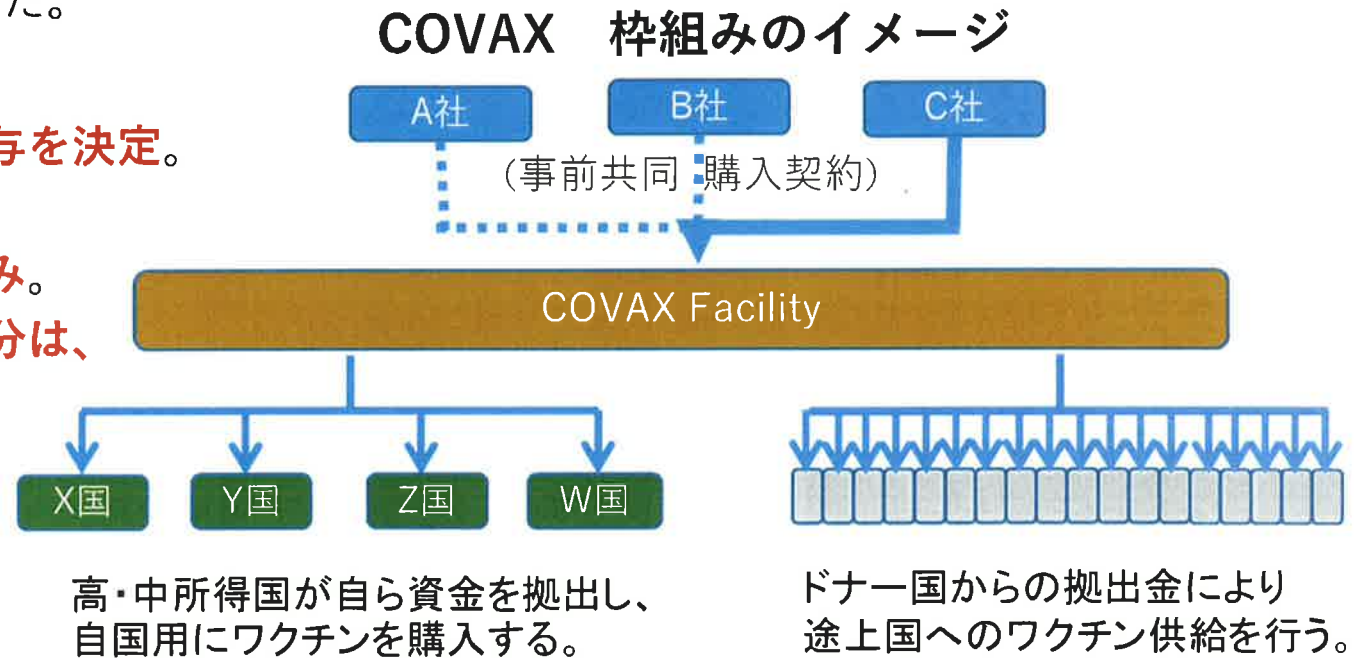 た。
COVAX　枠組みのイメージ
A社
B社
C社
与を決定。
(事前共同 購入契約)
み。
COVAX Facility
分は、
X国
Y国
Z国
W国
高・中所得国が自ら資金を拠出し、
自国用にワクチンを購入する。
ドナー国からの拠出金により
途上国へのワクチン供給を行う。